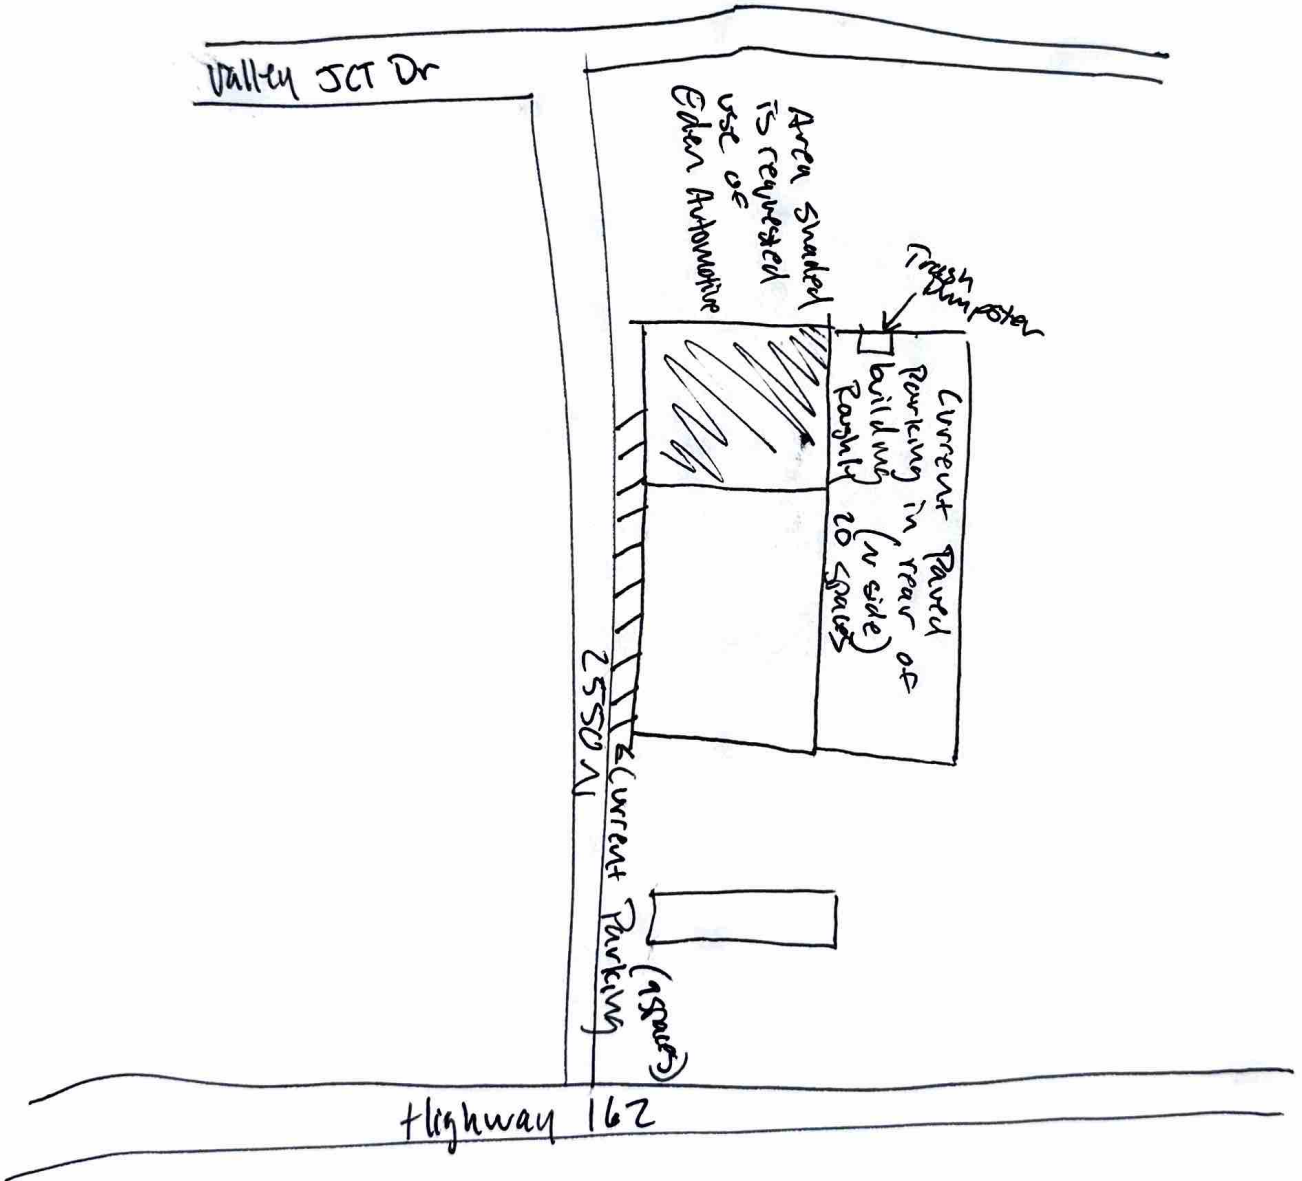 Valley JCT Dr
Area shaded
is requested
use of
Eden Automotive
Trash
Dumpster
Current Paved
Parking in rear of
building (N side)
Roughly 20 spaces
2550 N
Current Parking
(9 spaces)
Highway 162